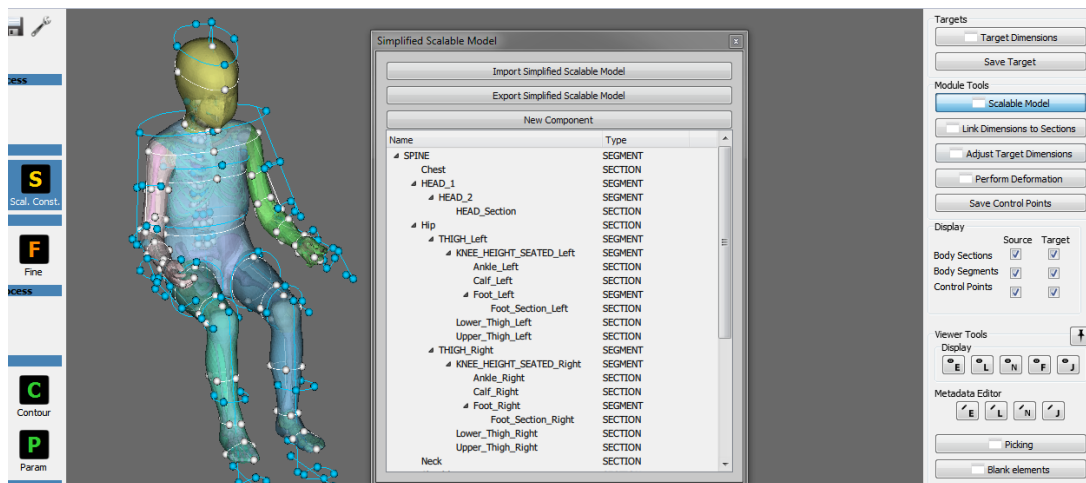 cess
S
Scal. Const.
F
Fine
ocess
C
Contour
P
Param
Simplified Scalable Model
Import Simplified Scalable Model
Export Simplified Scalable Model
New Component
Name Type
SPINE SEGMENT
Chest SECTION
HEAD_1 SEGMENT
HEAD_2 SEGMENT
HEAD_Section SECTION
Hip SECTION
THIGH_Left SEGMENT
KNEE_HEIGHT_SEATED_Left SEGMENT
Ankle_Left SECTION
Calf_Left SECTION
Foot_Left SEGMENT
Foot_Section_Left SECTION
Lower_Thigh_Left SECTION
Upper_Thigh_Left SECTION
THIGH_Right SEGMENT
KNEE_HEIGHT_SEATED_Right SEGMENT
Ankle_Right SECTION
Calf_Right SECTION
Foot_Right SEGMENT
Foot_Section_Right SECTION
Lower_Thigh_Right SECTION
Upper_Thigh_Right SECTION
Neck SECTION
Targets
Target Dimensions
Save Target
Module Tools
Scalable Model
Link Dimensions to Sections
Adjust Target Dimensions
Perform Deformation
Save Control Points
Display
Source Target
Body Sections
Body Segments
Control Points
Viewer Tools
Display
E L N F J
Metadata Editor
E L N J
Picking
Blank elements